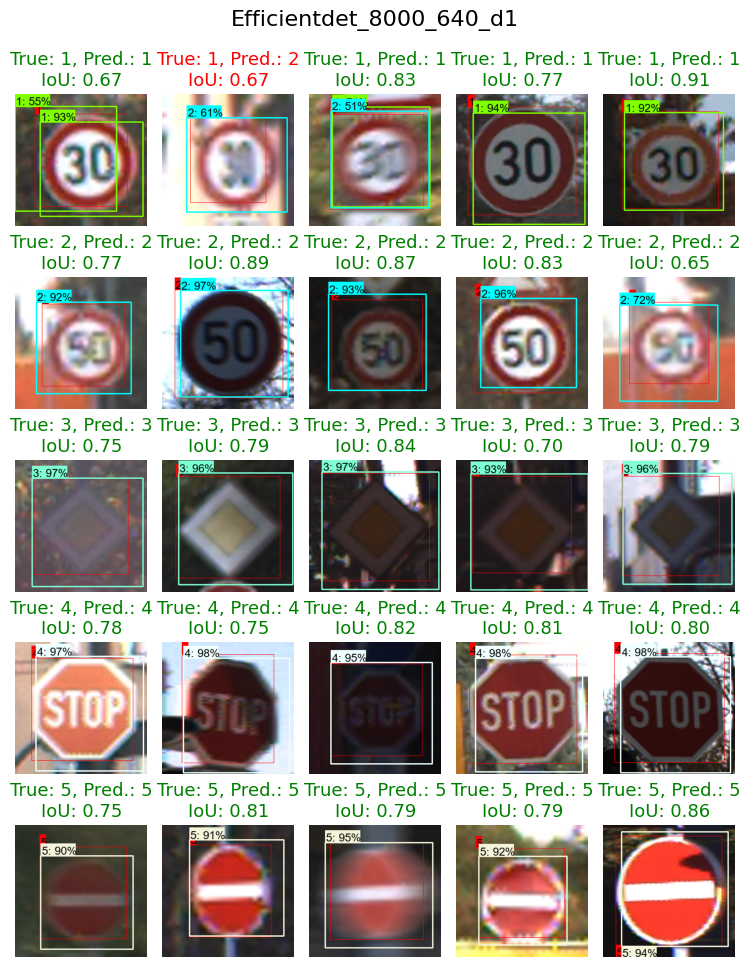 Efficientdet_8000_640_d1
True: 1, Pred.: 1 True: 1, Pred.: 2 True: 1, Pred.: 1 True: 1, Pred.: 1 True: 1, Pred.: 1
IoU: 0.67 IoU: 0.67 IoU: 0.83 IoU: 0.77 IoU: 0.91
1: 55%
1: 93%
30
2: 61%
2: 51%
30
1: 94%
30
1: 92%
30
True: 2, Pred.: 2 True: 2, Pred.: 2 True: 2, Pred.: 2 True: 2, Pred.: 2 True: 2, Pred.: 2
IoU: 0.77 IoU: 0.89 IoU: 0.87 IoU: 0.83 IoU: 0.65
2: 92%
50
2: 97%
50
2: 93%
50
2: 96%
50
2: 72%
50
True: 3, Pred.: 3 True: 3, Pred.: 3 True: 3, Pred.: 3 True: 3, Pred.: 3 True: 3, Pred.: 3
IoU: 0.75 IoU: 0.79 IoU: 0.84 IoU: 0.70 IoU: 0.79
3: 97%
3: 96%
3: 97%
3: 93%
3: 96%
True: 4, Pred.: 4 True: 4, Pred.: 4 True: 4, Pred.: 4 True: 4, Pred.: 4 True: 4, Pred.: 4
IoU: 0.78 IoU: 0.75 IoU: 0.82 IoU: 0.81 IoU: 0.80
4: 97%
STOP
4: 98%
STOP
4: 95%
STOP
4: 98%
STOP
4: 98%
STOP
True: 5, Pred.: 5 True: 5, Pred.: 5 True: 5, Pred.: 5 True: 5, Pred.: 5 True: 5, Pred.: 5
IoU: 0.75 IoU: 0.81 IoU: 0.79 IoU: 0.79 IoU: 0.86
5: 90%
5: 91%
5: 95%
5: 92%
5: 94%